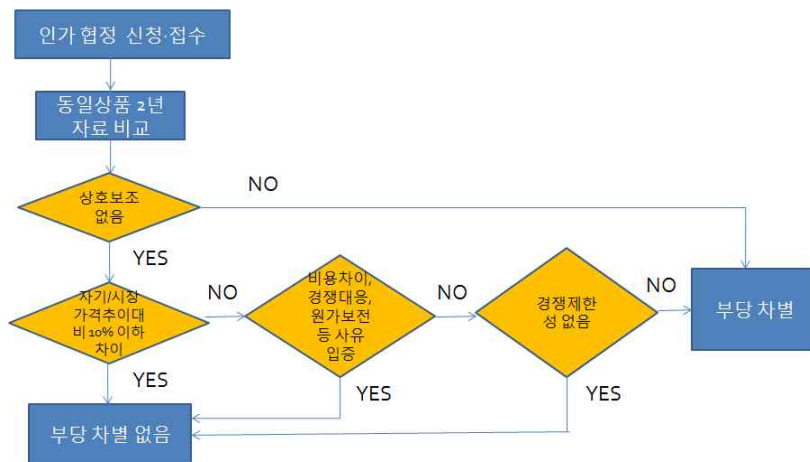 인가 협정 신청·접수
동일상품 2년
자료 비교
상호보조
없음
NO
YES
자기/시장
가격추이대
비 10% 이하
차이
NO
비용차이,
경쟁대응,
원가보전
등 사유
입증
NO
경쟁제한
성 없음
NO
부당 차별
YES
YES
YES
부당 차별 없음